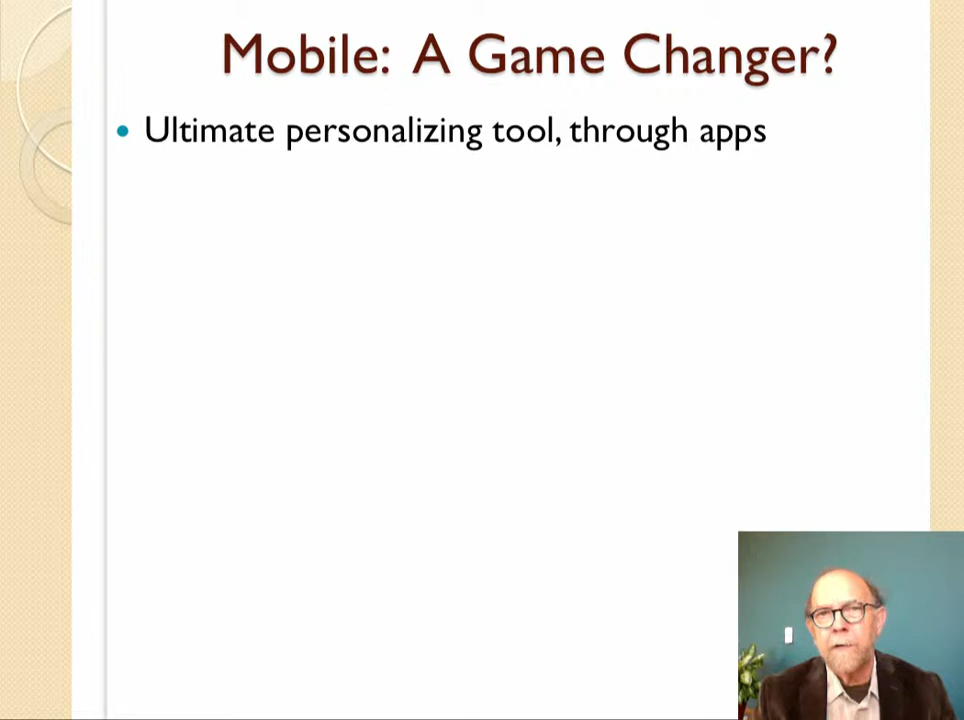 Mobile: A Game Changer?
• Ultimate personalizing tool, through apps